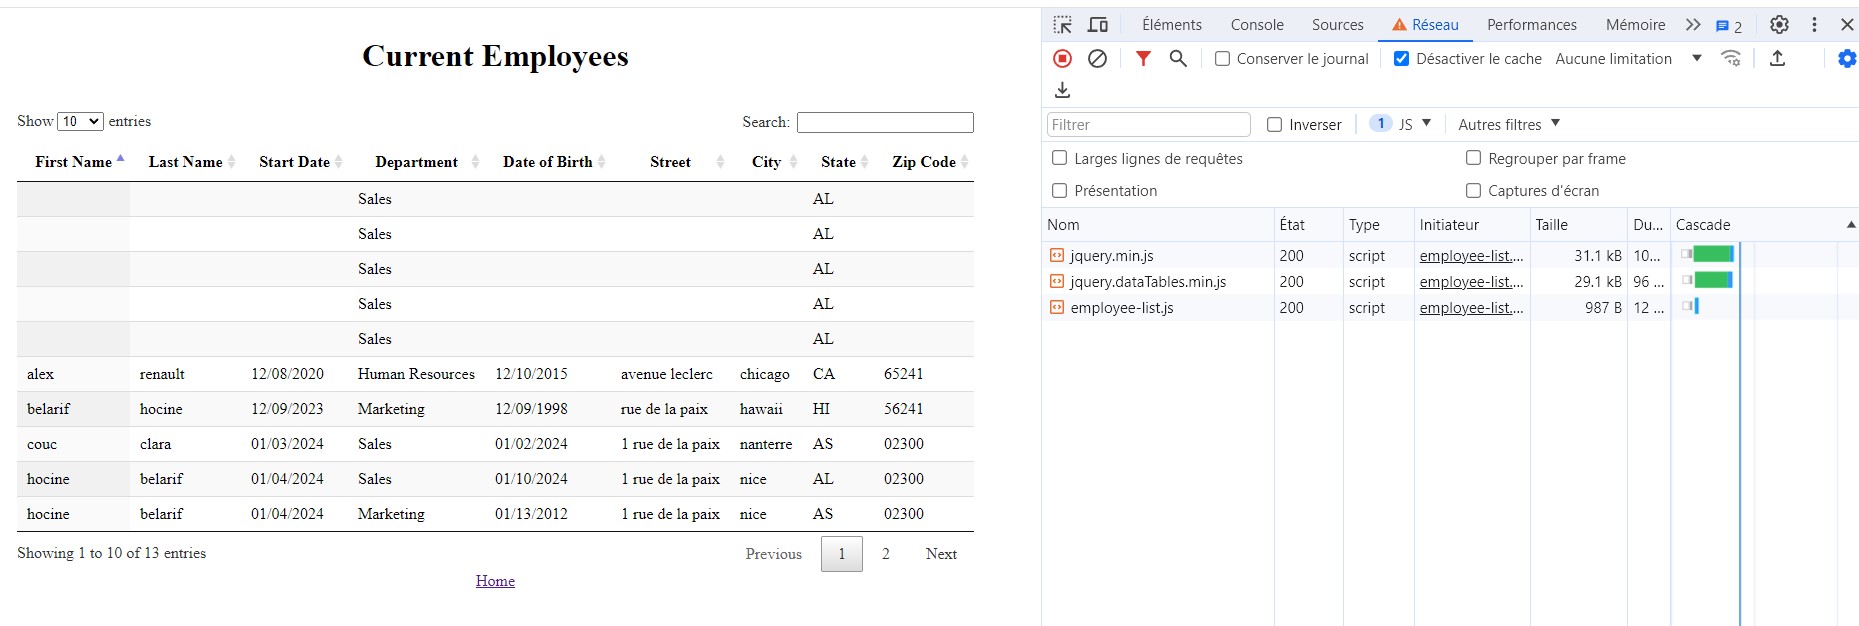 Current Employees
Show 10 entries
Search:
First Name Last Name Start Date Department Date of Birth Street City State Zip Code
Sales AL
Sales AL
Sales AL
Sales AL
Sales AL
alex renault 12/08/2020 Human Resources 12/10/2015 avenue leclerc chicago CA 65241
belarif hocine 12/09/2023 Marketing 12/09/1998 rue de la paix hawaii HI 56241
couc clara 01/03/2024 Sales 01/02/2024 1 rue de la paix nanterre AS 02300
hocine belarif 01/04/2024 Sales 01/10/2024 1 rue de la paix nice AL 02300
hocine belarif 01/04/2024 Marketing 01/13/2012 1 rue de la paix nice AS 02300
Showing 1 to 10 of 13 entries
Previous 1 2 Next
Home
Éléments Console Sources Réseau Performances Mémoire 2
Conserver le journal Désactiver le cache Aucune limitation
Filtrer Inverser 1 JS Autres filtres
Larges lignes de requêtes Regrouper par frame
Présentation Captures d'écran
Nom État Type Initiateur Taille Du... Cascade
jquery.min.js 200 script employee-list.... 31.1 kB 10...
jquery.dataTables.min.js 200 script employee-list.... 29.1 kB 96 ...
employee-list.js 200 script employee-list.... 987 B 12 ...